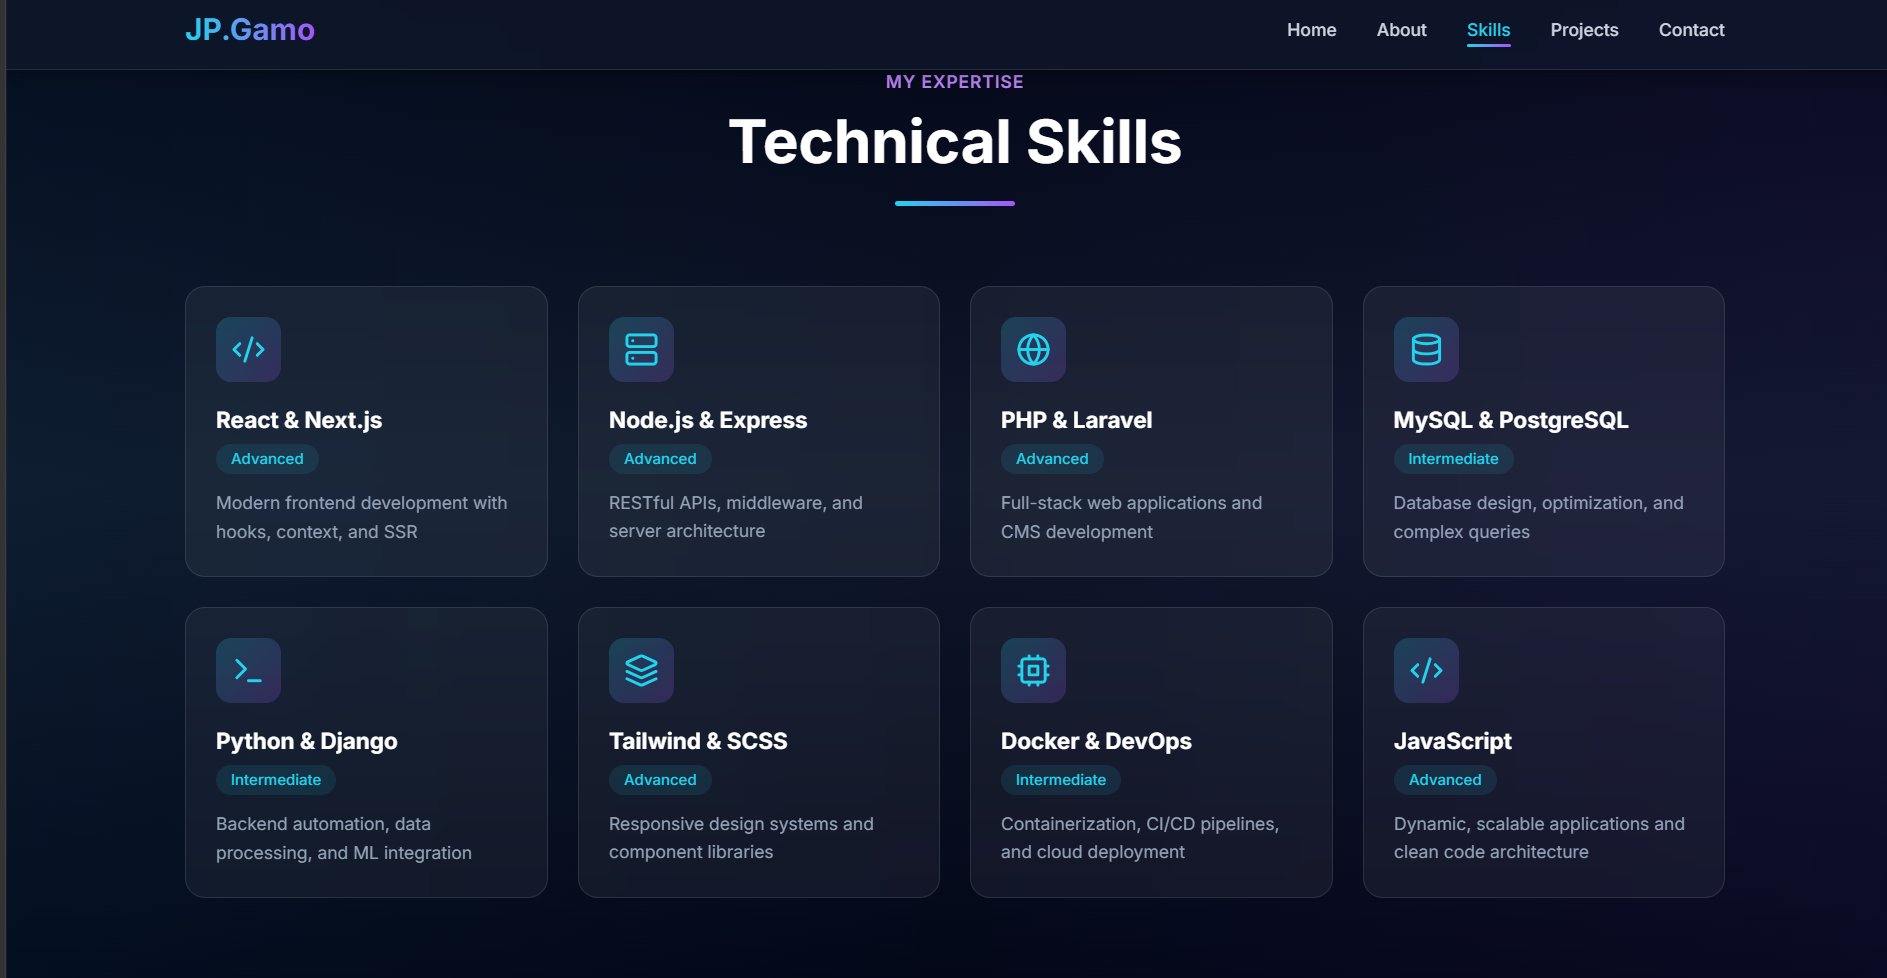 JP.Gamo
Home About Skills Projects Contact
MY EXPERTISE
Technical Skills
React & Next.js
Advanced
Modern frontend development with
hooks, context, and SSR
Node.js & Express
Advanced
RESTful APIs, middleware, and
server architecture
PHP & Laravel
Advanced
Full-stack web applications and
CMS development
MySQL & PostgreSQL
Intermediate
Database design, optimization, and
complex queries
Python & Django
Intermediate
Backend automation, data
processing, and ML integration
Tailwind & SCSS
Advanced
Responsive design systems and
component libraries
Docker & DevOps
Intermediate
Containerization, CI/CD pipelines,
and cloud deployment
JavaScript
Advanced
Dynamic, scalable applications and
clean code architecture